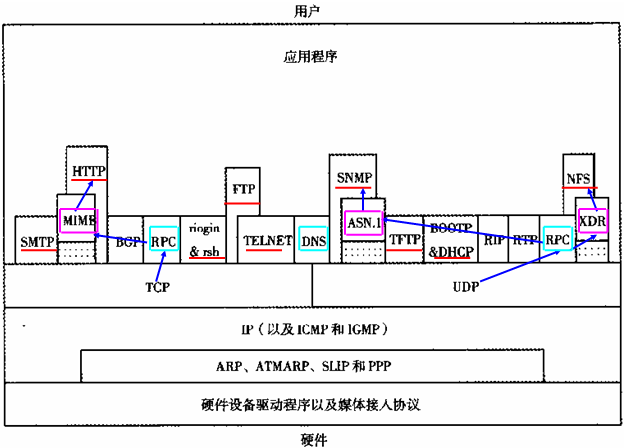 用户
应用程序
HTTP
SNMP
NFS
FTP
MIME
ASN.1
XDR
SMTP
BGP
RPC
rlogin
& rsh
TELNET
DNS
TFTP
BOOTP
&DHCP
RIP
RTP
RPC
TCP
UDP
IP（以及 ICMP 和 IGMP）
ARP、ATMARP、SLIP 和 PPP
硬件设备驱动程序以及媒体接入协议
硬件